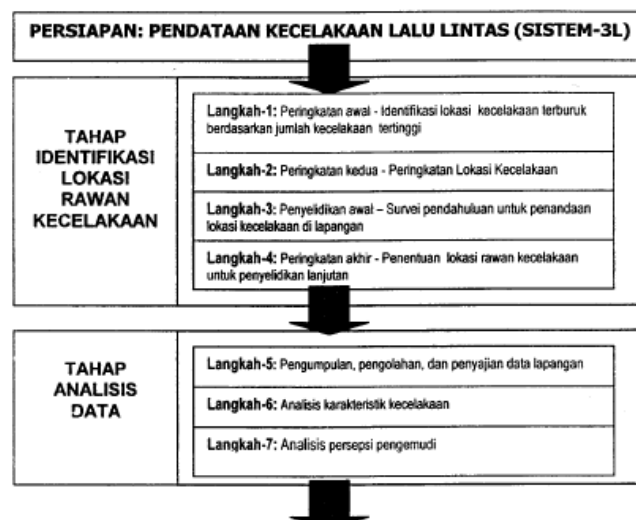 PERSIAPAN: PENDATAAN KECELAKAAN LALU LINTAS (SISTEM-3L)
TAHAP
IDENTIFIKASI
LOKASI
RAWAN
KECELAKAAN
Langkah-1: Peringkatan awal - Identifikasi lokasi kecelakaan terburuk
berdasarkan jumlah kecelakaan tertinggi
Langkah-2: Peringkatan kedua - Peringkatan Lokasi Kecelakaan
Langkah-3: Penyelidikan awal – Survei pendahuluan untuk penandaan
lokasi kecelakaan di lapangan
Langkah-4: Peringkatan akhir - Penentuan lokasi rawan kecelakaan
untuk penyelidikan lanjutan
TAHAP
ANALISIS
DATA
Langkah-5: Pengumpulan, pengolahan, dan penyajian data lapangan
Langkah-6: Analisis karakteristik kecelakaan
Langkah-7: Analisis persepsi pengemudi